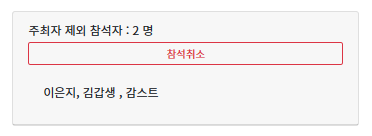 주최자 제외 참석자 : 2 명
참석취소
이은지, 김갑생 , 감스트